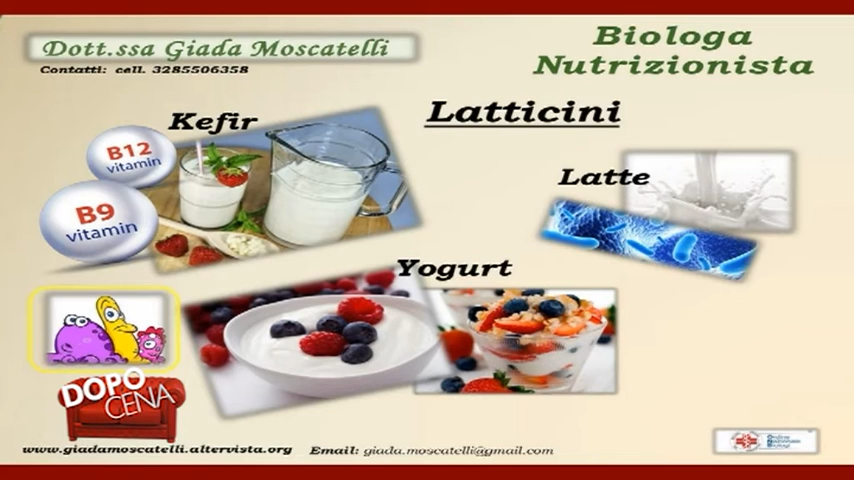 Dott.ssa Giada Moscatelli
Contatti: cell. 3285506358
Biologa
Nutrizionista
Latticini
Kefir
B12
vitamin
B9
vitamin
Latte
Yogurt
DOPO
CENA
www.giadamoscatelli.altervista.org Email: giada.moscatelli@gmail.com